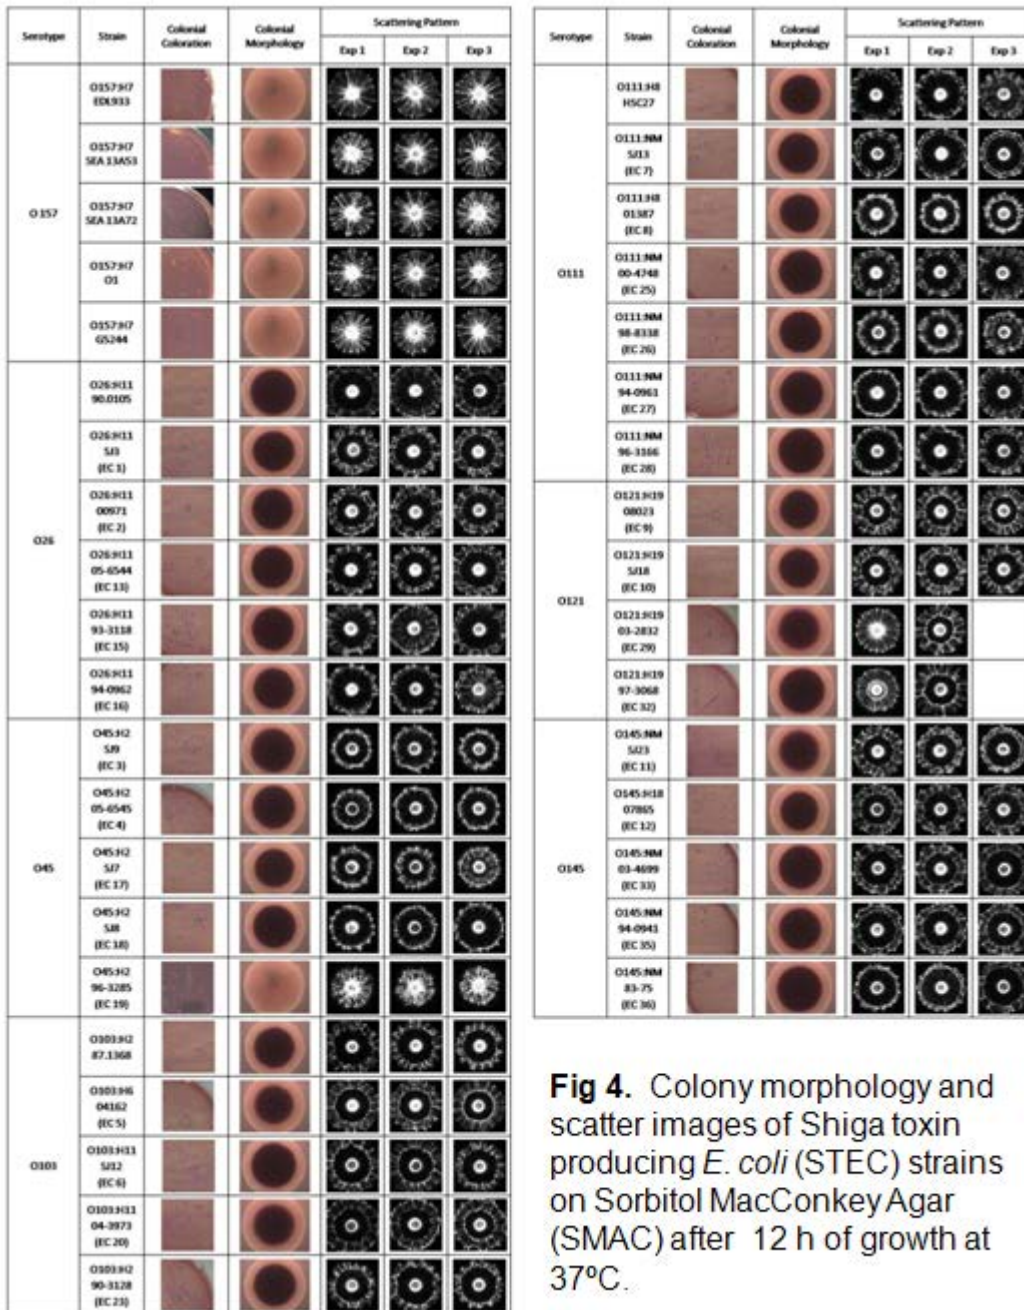 Serotype
Strain
Colonial
Coloration
Colonial
Morphology
Scattering Pattern
Exp 1
Exp 2
Exp 3
O157
O157:H7
EDL933
O157:H7
SEA 13A53
O157:H7
SEA 13A72
O157:H7
O1
O157:H7
G5244
O26
O26:H11
90.0105
O26:H11
SJ3
(EC 1)
O26:H11
00971
(EC 2)
O26:H11
05-6544
(EC 13)
O26:H11
93-3118
(EC 15)
O26:H11
94-0962
(EC 16)
O45
O45:H2
SJ9
(EC 3)
O45:H2
05-6545
(EC 4)
O45:H2
SJ7
(EC 17)
O45:H2
SJ8
(EC 18)
O45:H2
96-3285
(EC 19)
O103
O103:H2
87.1368
O103:H6
04162
(EC 5)
O103:H11
SJ12
(EC 6)
O103:H11
04-3973
(EC 20)
O103:H2
90-3128
(EC 23)
Serotype
Strain
Colonial
Coloration
Colonial
Morphology
Scattering Pattern
Exp 1
Exp 2
Exp 3
O111
O111:H8
HSC27
O111:NM
SJ13
(EC 7)
O111:H8
01387
(EC 8)
O111:NM
00-4748
(EC 25)
O111:NM
98-8338
(EC 26)
O111:NM
94-0961
(EC 27)
O111:NM
96-3166
(EC 28)
O121
O121:H19
08023
(EC 9)
O121:H19
SJ18
(EC 10)
O121:H19
03-2832
(EC 29)
O121:H19
97-3068
(EC 32)
O145
O145:NM
SJ23
(EC 11)
O145:H18
07865
(EC 12)
O145:NM
03-4699
(EC 33)
O145:NM
94-0941
(EC 35)
O145:NM
83-75
(EC 36)
Fig 4. Colony morphology and
scatter images of Shiga toxin
producing E. coli (STEC) strains
on Sorbitol MacConkey Agar
(SMAC) after 12 h of growth at
37ºC.